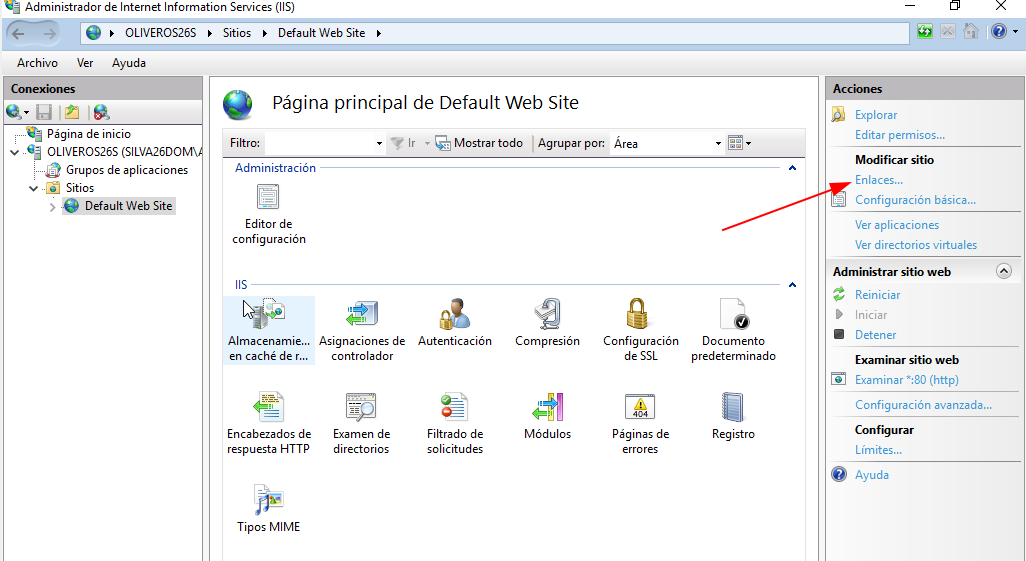 Administrador de Internet Information Services (IIS)
OLIVEROS26S
Sitios
Default Web Site
Archivo
Ver
Ayuda
Conexiones
Página de inicio
OLIVEROS26S (SILVA26DOM\A
Grupos de aplicaciones
Sitios
Default Web Site
Página principal de Default Web Site
Filtro:
Ir
Mostrar todo
Agrupar por:
Área
Administración
Editor de
configuración
IIS
Almacenamie...
en caché de r...
Asignaciones de
controlador
Autenticación
Compresión
Configuración
de SSL
Documento
predeterminado
Encabezados de
respuesta HTTP
Examen de
directorios
Filtrado de
solicitudes
Módulos
404
Páginas de
errores
Registro
Tipos MIME
Acciones
Explorar
Editar permisos...
Modificar sitio
Enlaces...
Configuración básica...
Ver aplicaciones
Ver directorios virtuales
Administrar sitio web
Reiniciar
Iniciar
Detener
Examinar sitio web
Examinar *:80 (http)
Configuración avanzada...
Configurar
Límites...
Ayuda